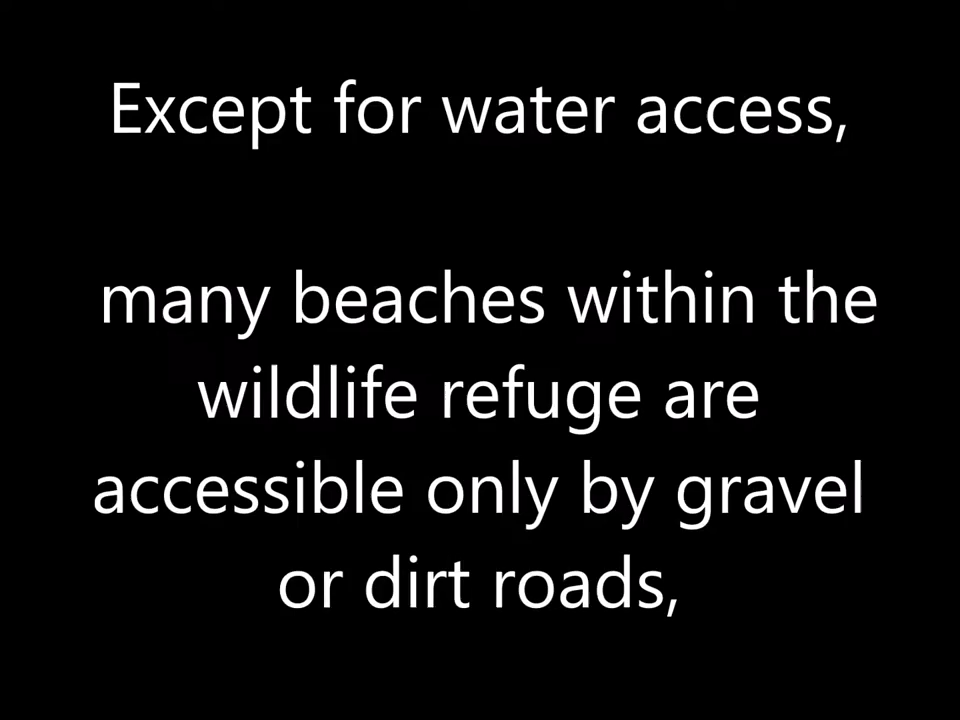 Except for water access,
many beaches within the
wildlife refuge are
accessible only by gravel
or dirt roads,